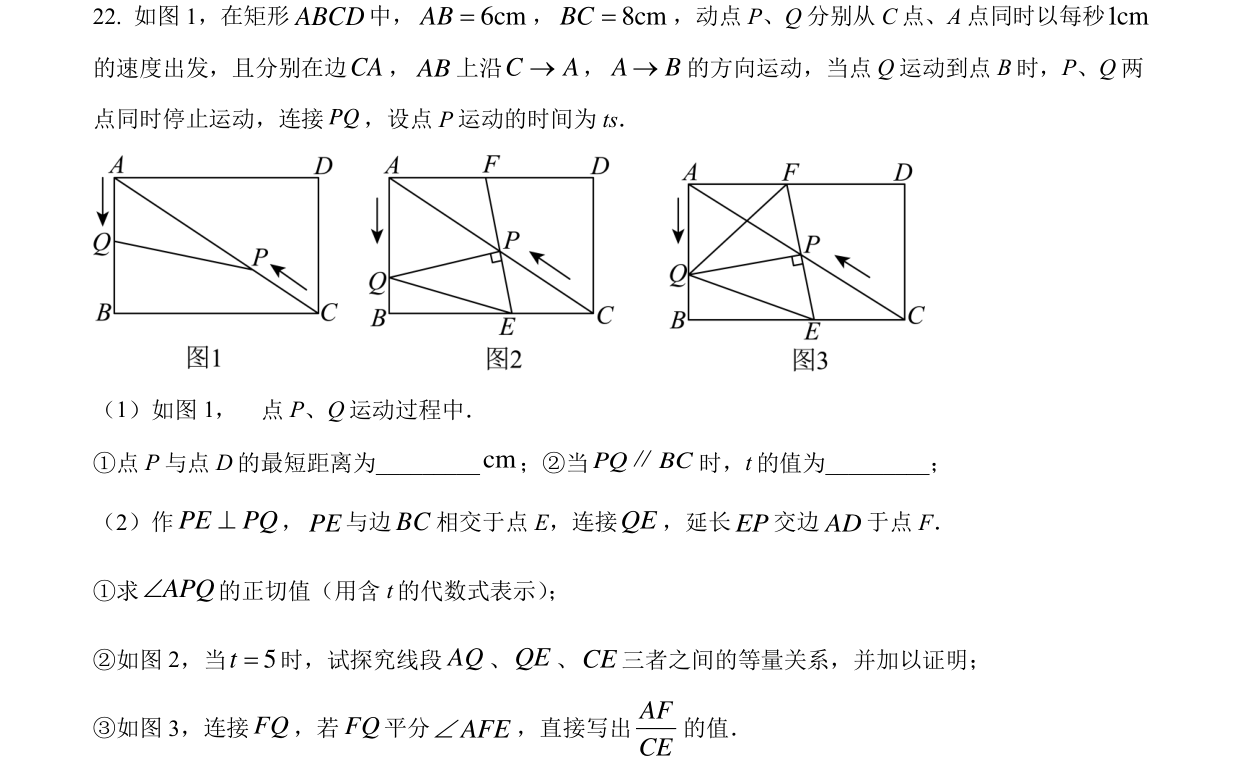 22. 如图 1，在矩形 ABCD 中， AB = 6cm ， BC = 8cm ，动点 P、Q 分别从 C 点、A 点同时以每秒1cm
的速度出发，且分别在边 CA ， AB 上沿 C → A， A → B 的方向运动，当点 Q 运动到点 B 时，P、Q 两
点同时停止运动，连接 PQ ，设点 P 运动的时间为 ts．
A D Q P B C
图1
A F D P Q B E C
图2
A F D P Q B E C
图3
（1）如图 1， 点 P、Q 运动过程中．
①点 P 与点 D 的最短距离为_________cm；②当 PQ ∥ BC 时，t 的值为_________；
（2）作 PE ⊥ PQ， PE 与边 BC 相交于点 E，连接 QE ，延长 EP 交边 AD 于点 F．
①求 ∠APQ 的正切值（用含 t 的代数式表示）；
②如图 2，当 t = 5 时，试探究线段 AQ 、 QE 、 CE 三者之间的等量关系，并加以证明；
③如图 3，连接 FQ ，若 FQ 平分 ∠AFE ，直接写出 AF/CE 的值．